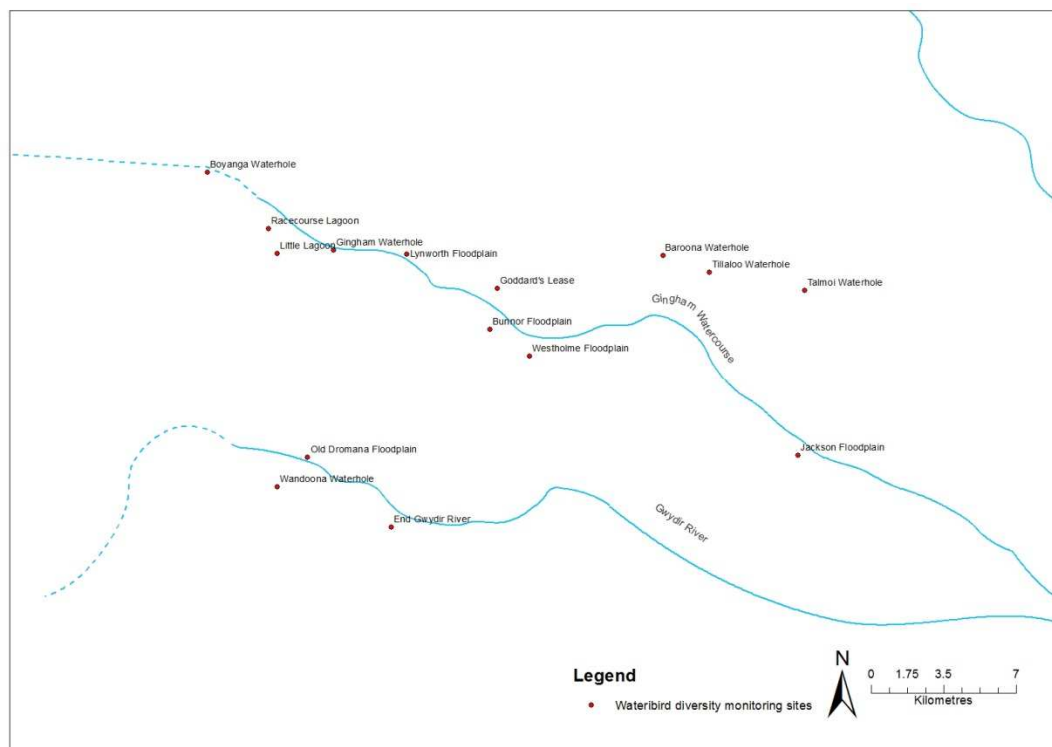 Boyanga Waterhole
Racecourse Lagoon
Little Lagoon
Gingham Waterhole
Lynworth Floodplain
Baroona Waterhole
Tillaloo Waterhole
Talmoi Waterhole
Goddard's Lease
Gingham Watercourse
Bunnor Floodplain
Westholme Floodplain
Old Dromana Floodplain
Jackson Floodplain
Wandoona Waterhole
End Gwydir River
Gwydir River
Legend
Wateribird diversity monitoring sites
N
0 1.75 3.5 7
Kilometres